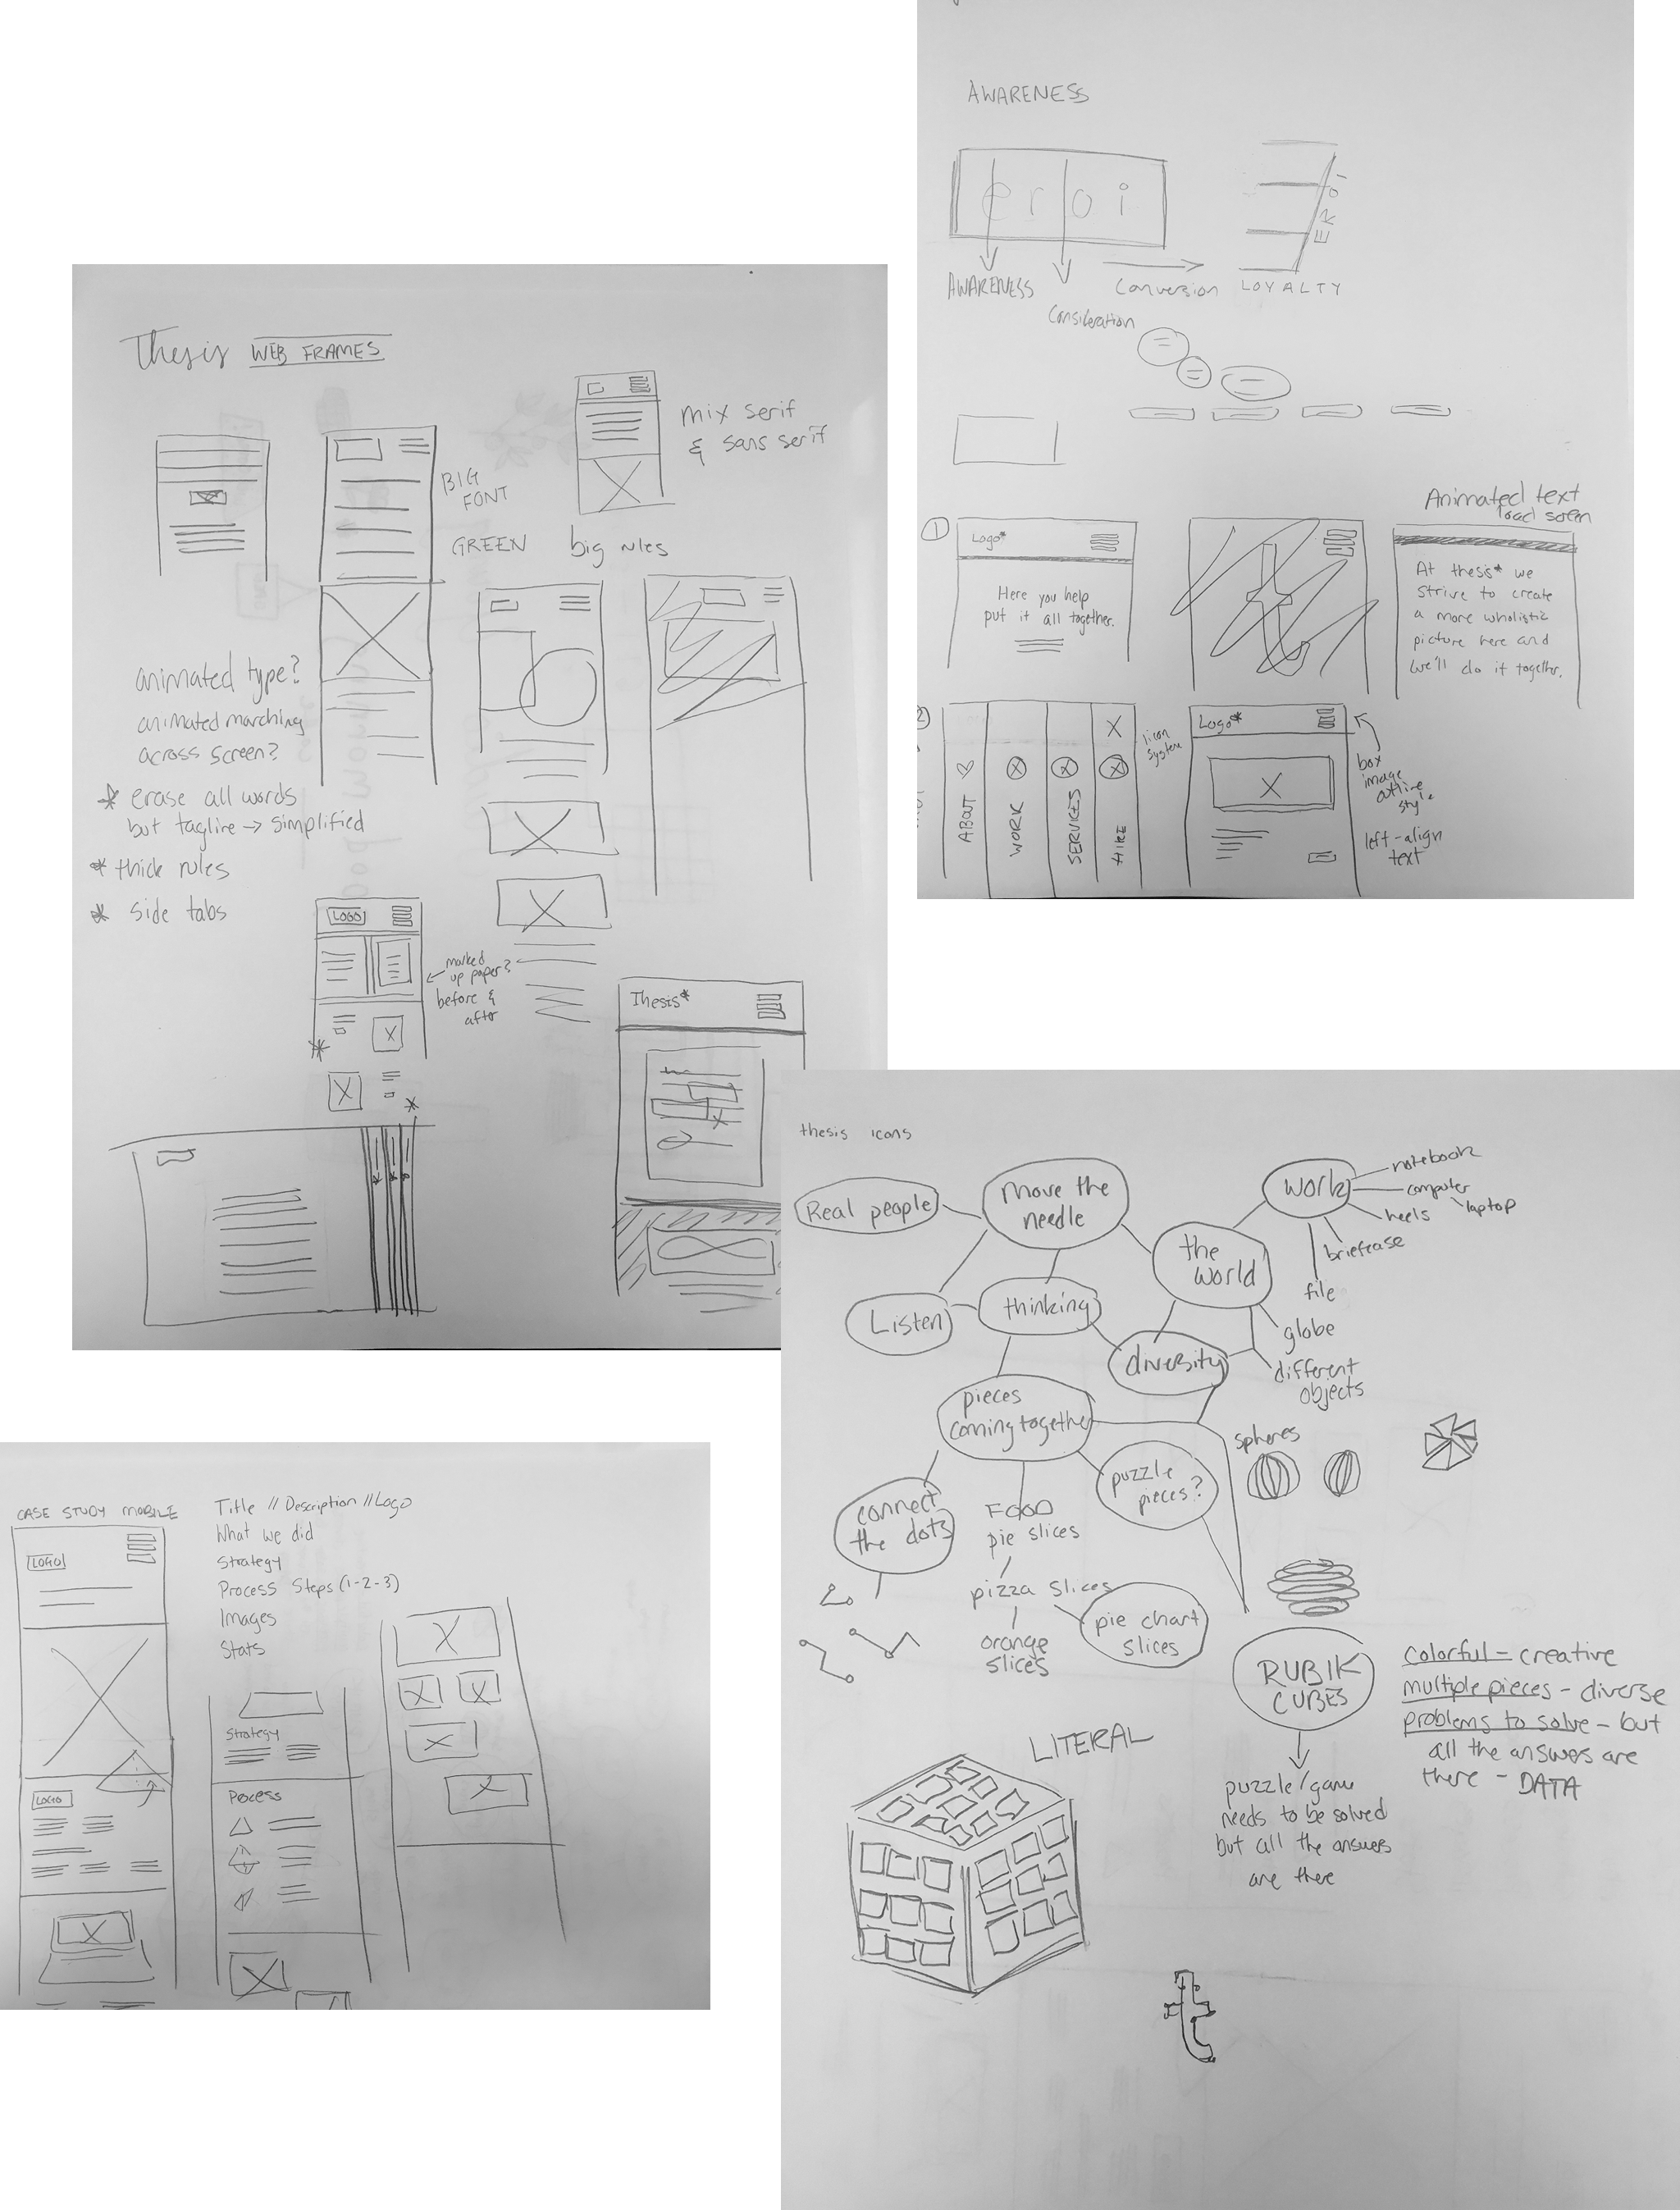 AWARENESS
eroi
ERO!
AWARENESS
Conversion
LOYALTY
Consideration
Thesis WEB FRAMES
mix serif
& sans serif
BIG
FONT
GREEN
big rules
animated type?
animated marching
across screen?
* erase all words
but tagline → simplified
* thick rules
* side tabs
LOGO
marked
up paper?
before &
after
Thesis*
Animated text
load screen
1
Logo*
Here you help
put it all together.
At thesis* we
strive to create
a more wholistic
picture here and
we'll do it together.
2
ABOUT
WORK
SERVICES
HIRE
icon
system
Logo*
box
image
outline
style
left-align
text
thesis icons
Real people
move the
needle
work
notebook
computer
laptop
heels
briefcase
file
the
world
Listen
thinking
globe
diversity
different
objects
pieces
coming together
spheres
puzzle
pieces?
connect
the dots
FOOD
pie slices
pizza slices
pie chart
slices
orange
slices
RUBIK
CUBES
colorful - creative
multiple pieces - diverse
problems to solve - but
all the answers are
there - DATA
LITERAL
puzzle/game
needs to be solved
but all the answers
are there
t
CASE STUDY MOBILE
Title // Description // Logo
What we did
Strategy
Process Steps (1-2-3)
Images
Stats
LOGO
Strategy
LOGO
Process